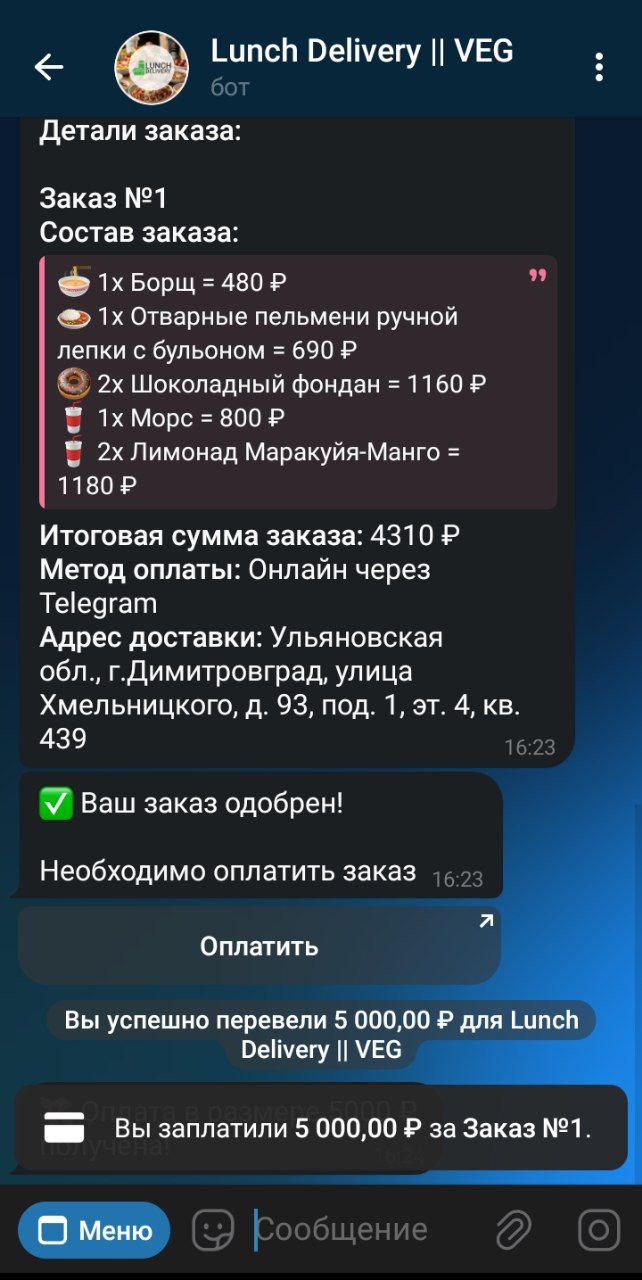 Lunch Delivery || VEG
бот
LUNCH
DELIVERY
Детали заказа:
Заказ №1
Состав заказа:
1x Борщ = 480 ₽
1x Отварные пельмени ручной
лепки с бульоном = 690 ₽
2x Шоколадный фондан = 1160 ₽
1x Морс = 800 ₽
2x Лимонад Маракуйя-Манго =
1180 ₽
Итоговая сумма заказа: 4310 ₽
Метод оплаты: Онлайн через
Telegram
Адрес доставки: Ульяновская
обл., г.Димитровград, улица
Хмельницкого, д. 93, под. 1, эт. 4, кв.
439
16:23
✅ Ваш заказ одобрен!
Необходимо оплатить заказ 16:23
Оплатить
Вы успешно перевели 5 000,00 ₽ для Lunch
Delivery || VEG
Оплата в размере 5000 ₽
Вы заплатили 5 000,00 ₽ за Заказ №1.
получена!
16:24
Меню
Сообщение